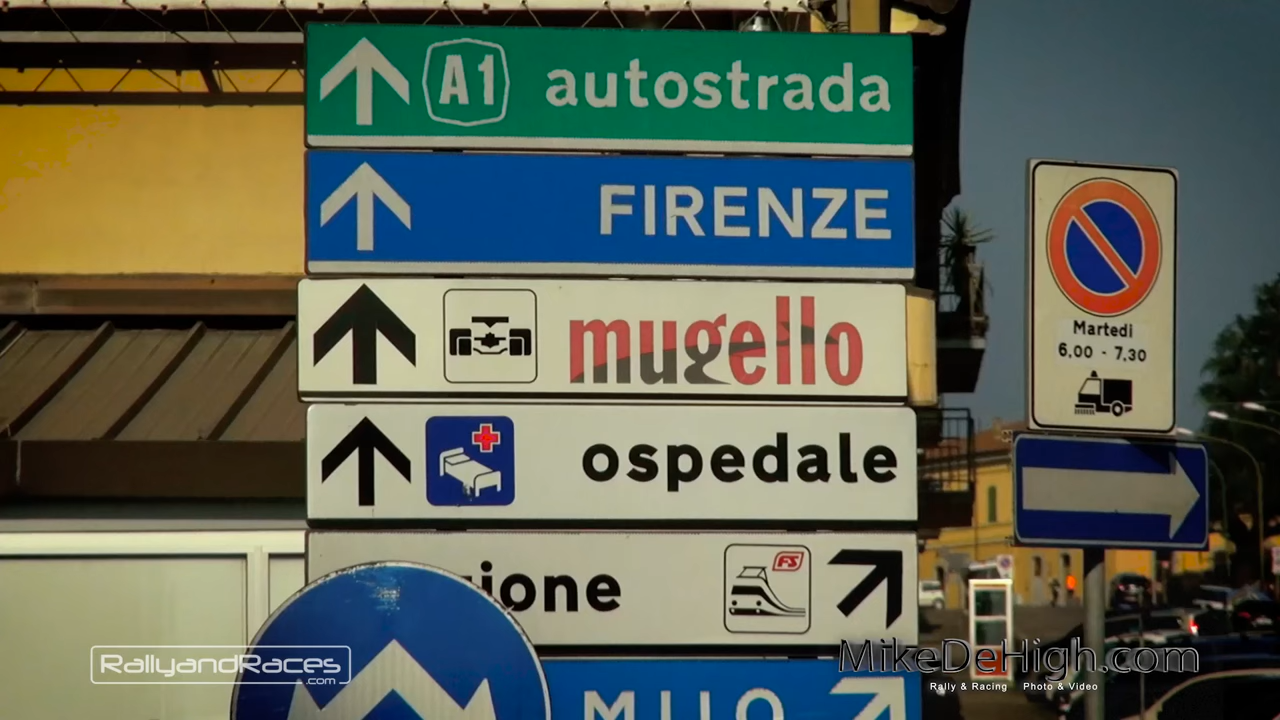 A1 autostrada
FIRENZE
mugello
ospedale
ione
FS
Martedi
6,00 - 7,30
RallyandRaces
.com
MikeDeHigh.com
Rally & Racing Photo & Video